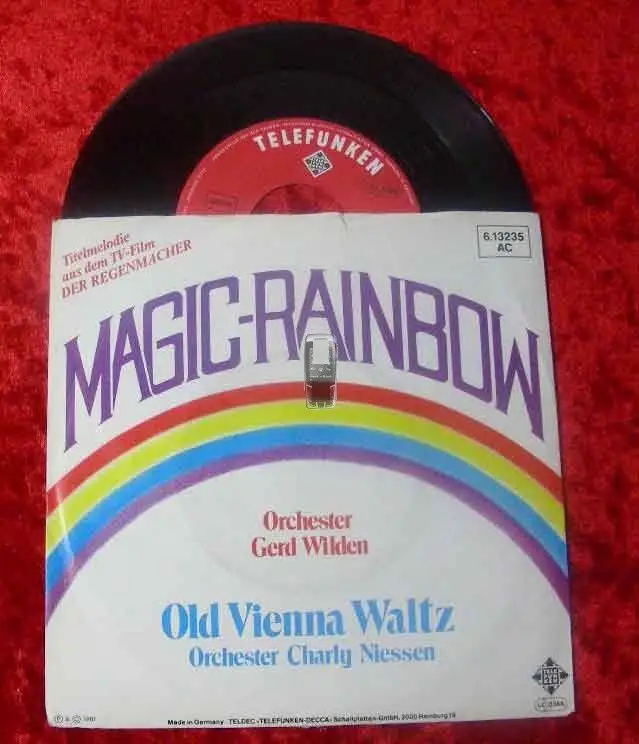 TELEFUNKEN
Titelmelodie
aus dem TV-Film
DER REGENMACHER
6.13235
AC
MAGIC-RAINBOW
Orchester
Gerd Wilden
Old Vienna Waltz
Orchester Charly Niessen
Made in Germany TELDEC »TELEFUNKEN-DECCA« Schallplatten-GmbH, 2000 Hamburg 19